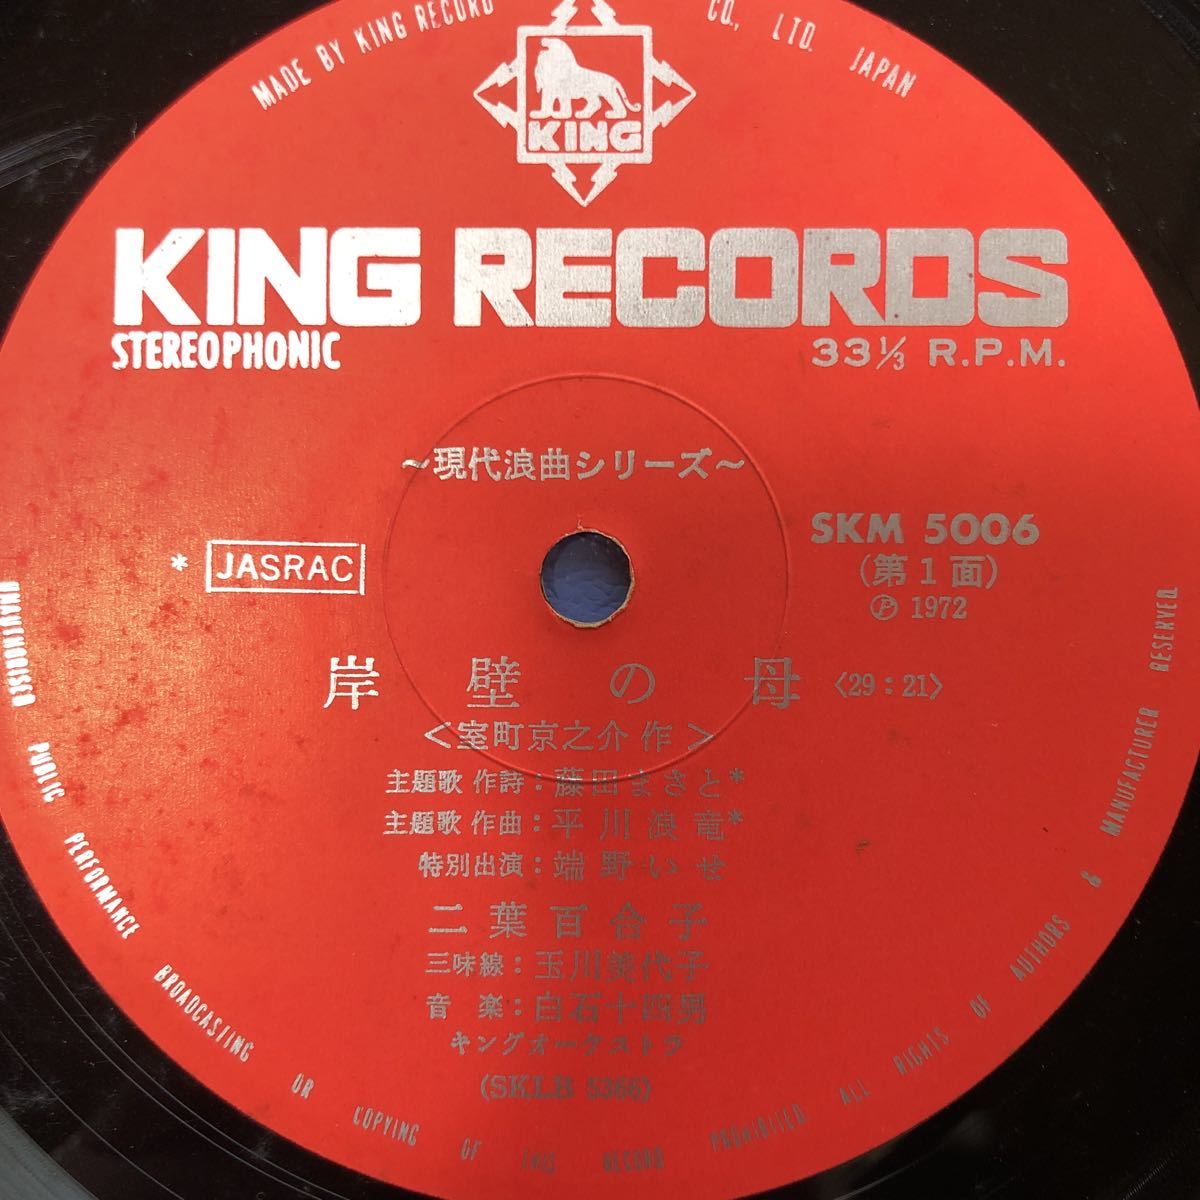 MADE BY KING RECORD CO., LTD. JAPAN
KING
KING RECORDS
STEREOPHONIC
33⅓ R.P.M.
～現代浪曲シリーズ～
SKM 5006
(第1面)
Ⓟ 1972
* JASRAC
岸壁の母 〈29:21〉
<室町京之介 作>
主題歌 作詩：藤田まさと*
主題歌 作曲：平川浪竜*
特別出演：端野いせ
二葉百合子
三味線：玉川美代子
音楽：白石十四男
キングオーケストラ
(SKLB 5366)
UNAUTHORISED PUBLIC PERFORMANCE BROADCASTING OR COPYING OF THIS RECORD PROHIBITED ALL RIGHTS OF AUTHORS & MANUFACTURER RESERVED